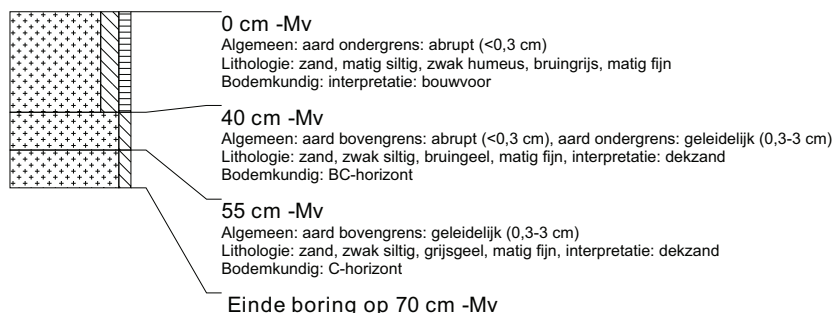 0 cm -Mv
Algemeen: aard ondergrens: abrupt (<0,3 cm)
Lithologie: zand, matig siltig, zwak humeus, bruingrijs, matig fijn
Bodemkundig: interpretatie: bouwvoor
40 cm -Mv
Algemeen: aard bovengrens: abrupt (<0,3 cm), aard ondergrens: geleidelijk (0,3-3 cm)
Lithologie: zand, zwak siltig, bruingeel, matig fijn, interpretatie: dekzand
Bodemkundig: BC-horizont
55 cm -Mv
Algemeen: aard bovengrens: geleidelijk (0,3-3 cm)
Lithologie: zand, zwak siltig, grijsgeel, matig fijn, interpretatie: dekzand
Bodemkundig: C-horizont
Einde boring op 70 cm -Mv